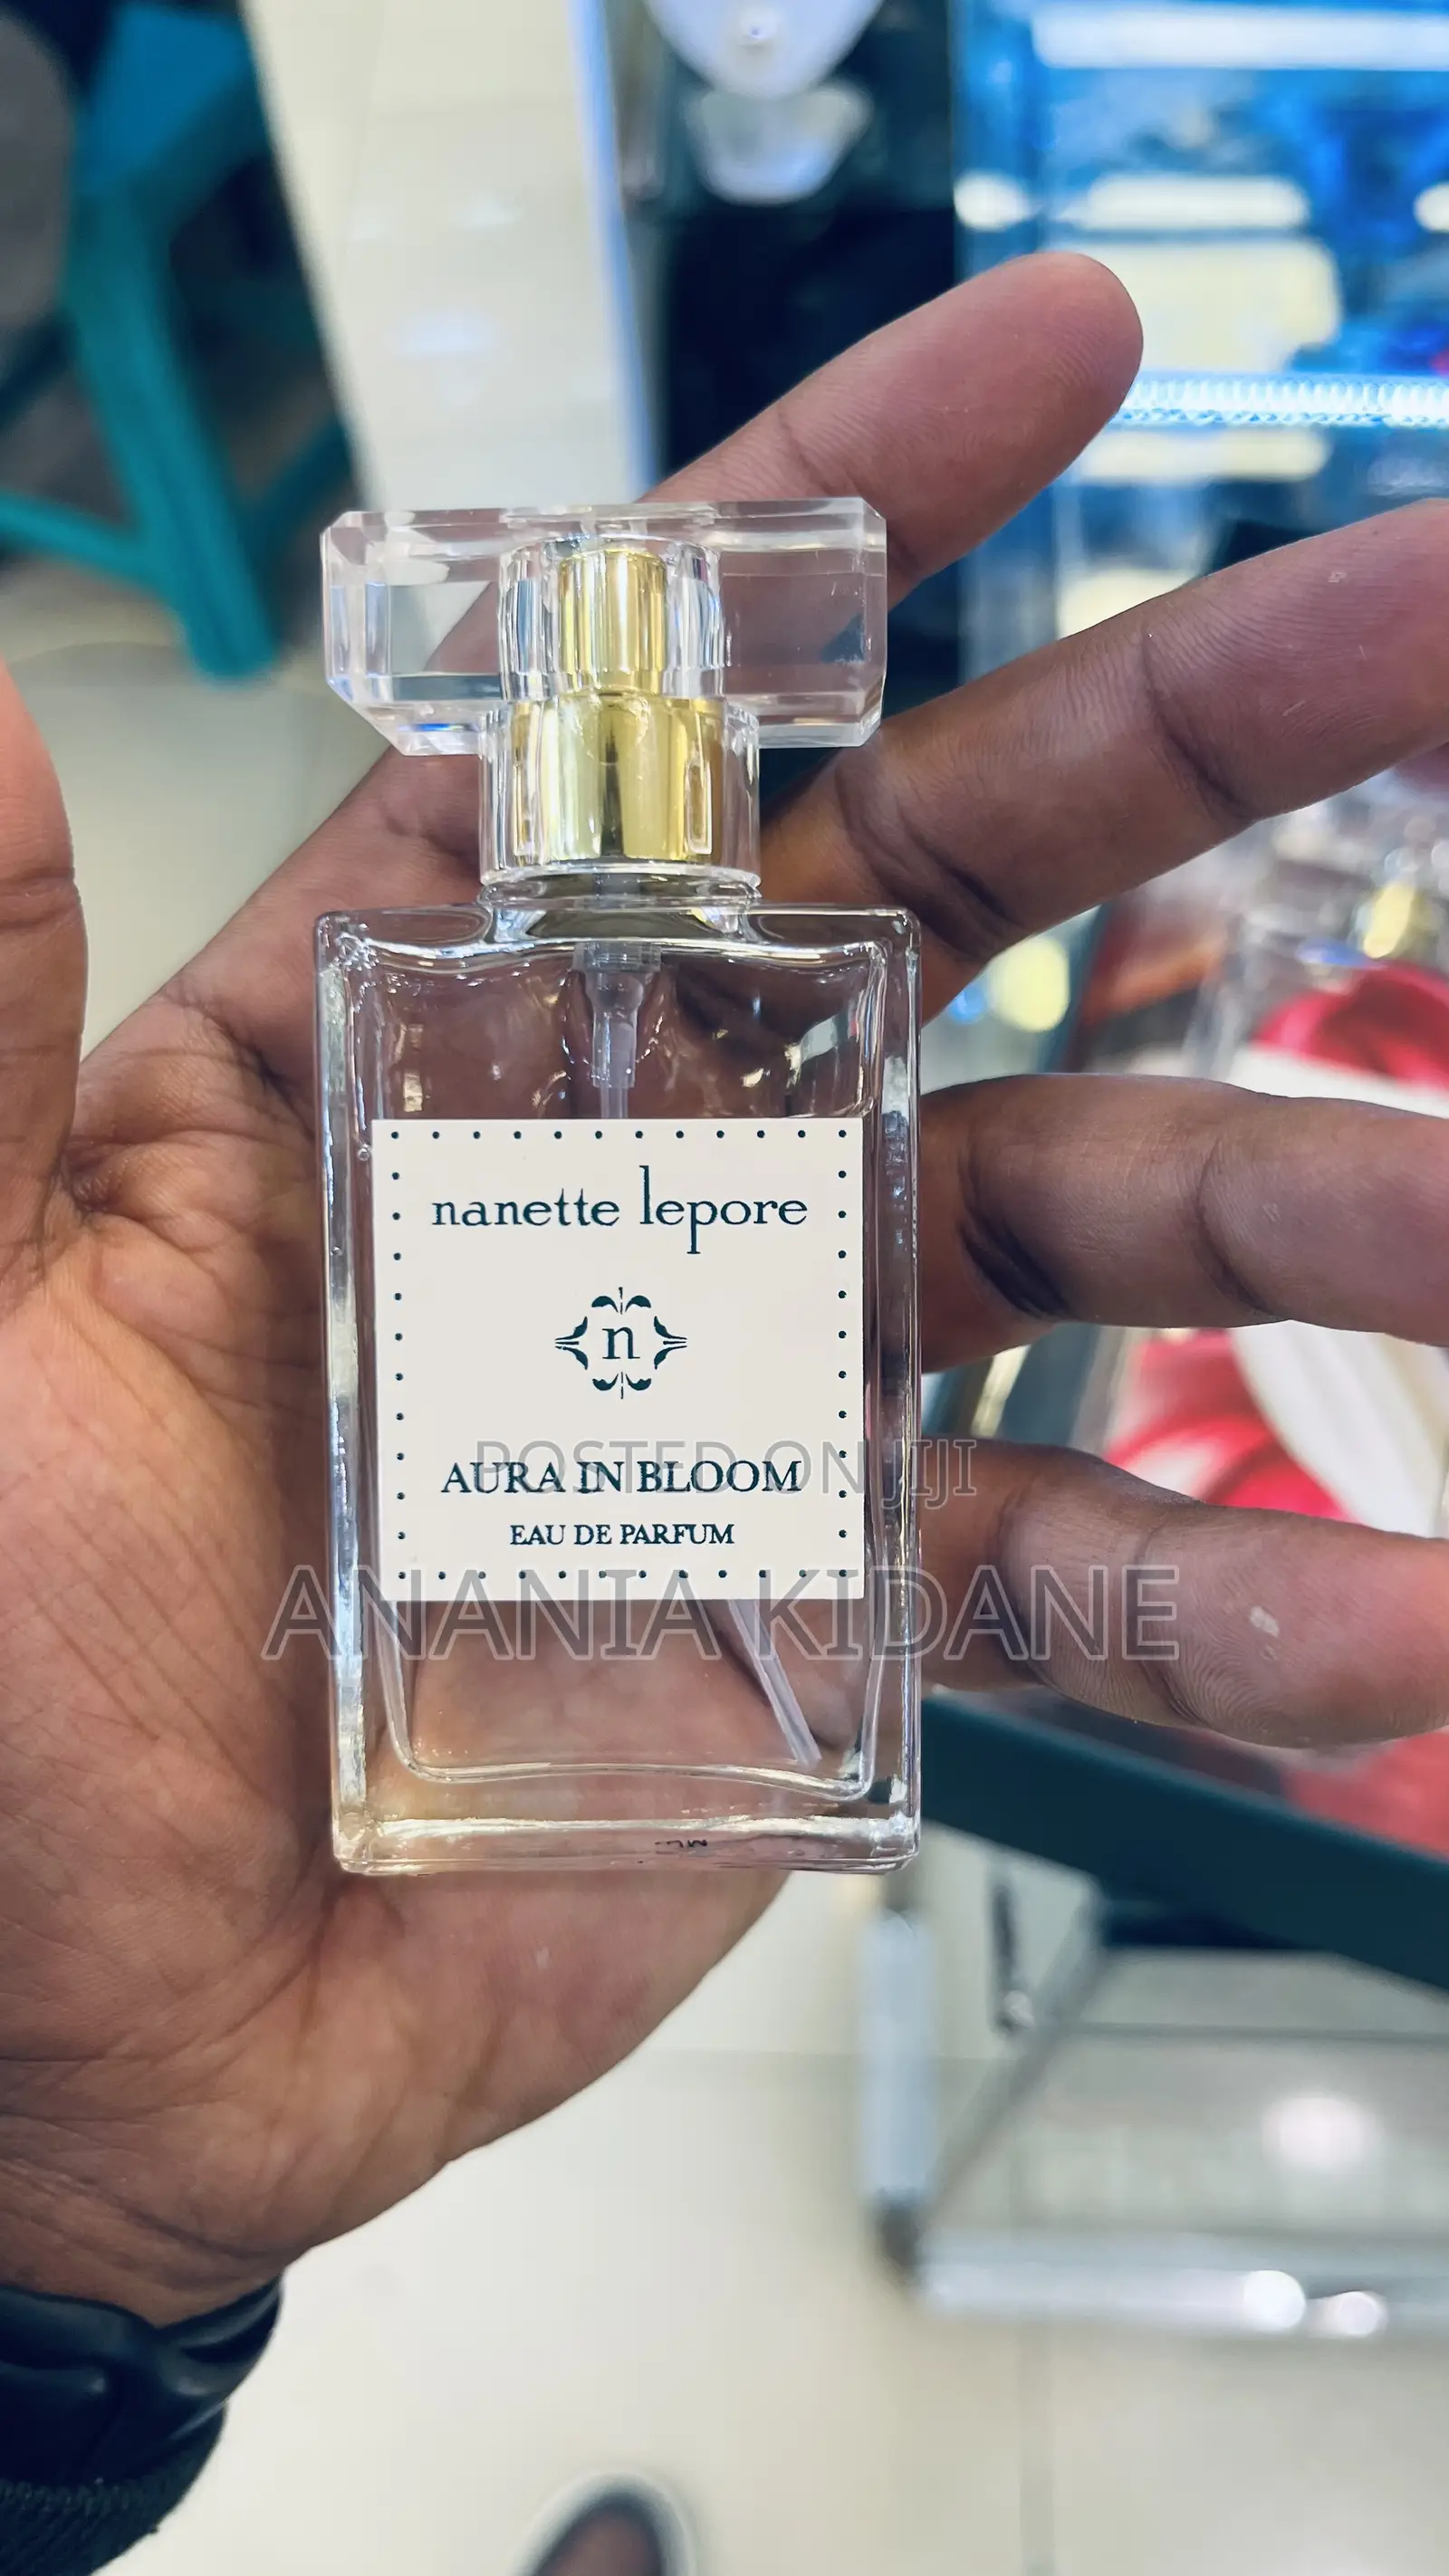 nanette lepore
n
AURA IN BLOOM
POSTED ON JIJI
EAU DE PARFUM
ANANIA KIDANE